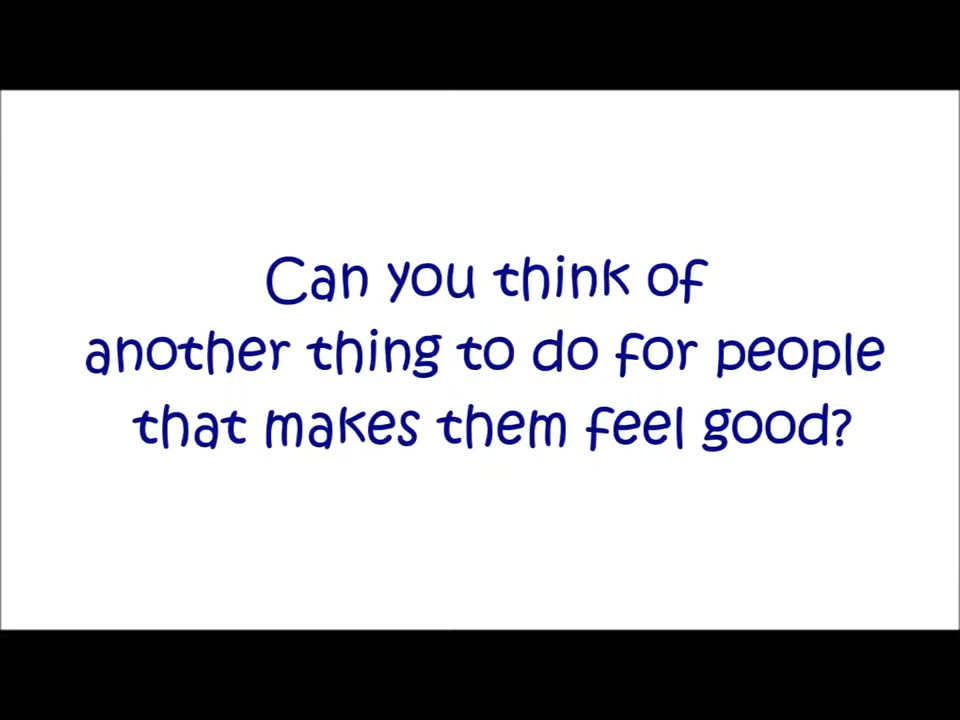 Can you think of
another thing to do for people
that makes them feel good?